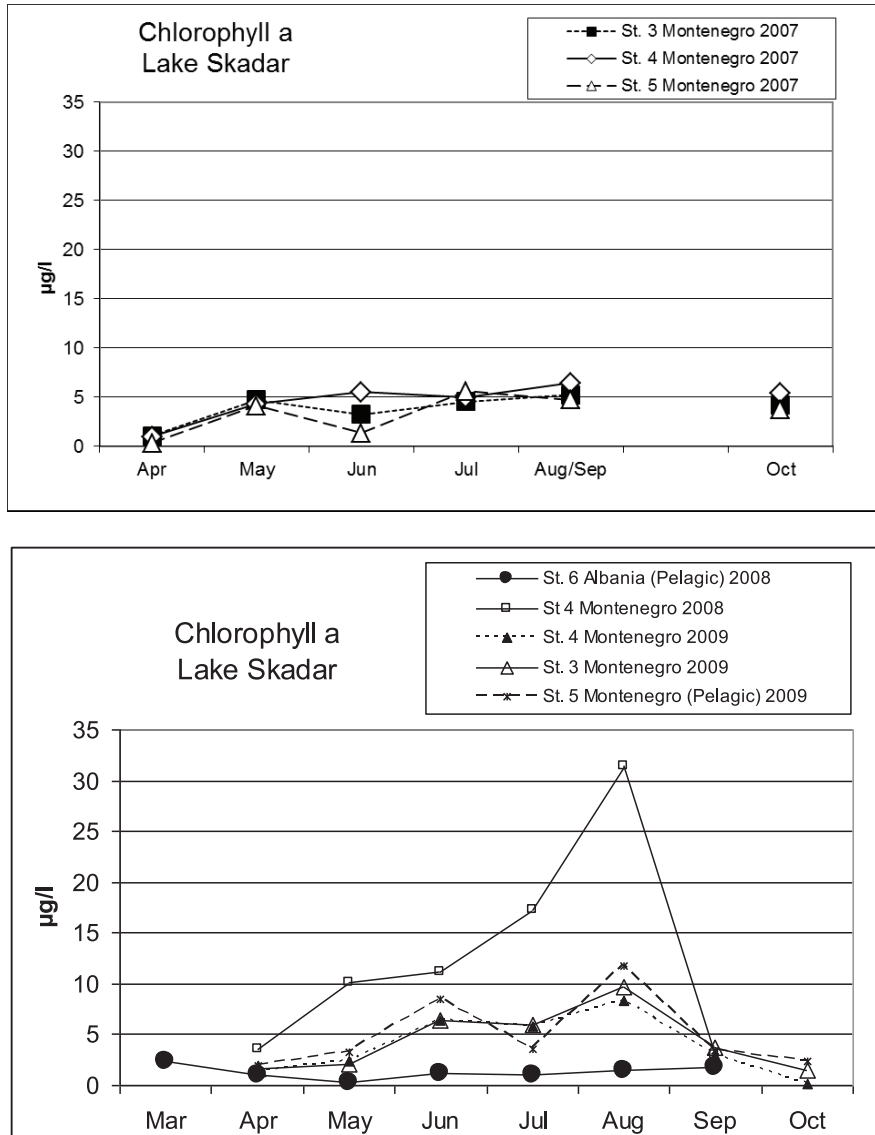 Chlorophyll a
Lake Skadar
St. 3 Montenegro 2007
St. 4 Montenegro 2007
St. 5 Montenegro 2007
35
30
25
20
15
10
5
0
µg/l
Apr May Jun Jul Aug/Sep Oct
Chlorophyll a
Lake Skadar
St. 6 Albania (Pelagic) 2008
St 4 Montenegro 2008
St. 4 Montenegro 2009
St. 3 Montenegro 2009
St. 5 Montenegro (Pelagic) 2009
35
30
25
20
15
10
5
0
µg/l
Mar Apr May Jun Jul Aug Sep Oct